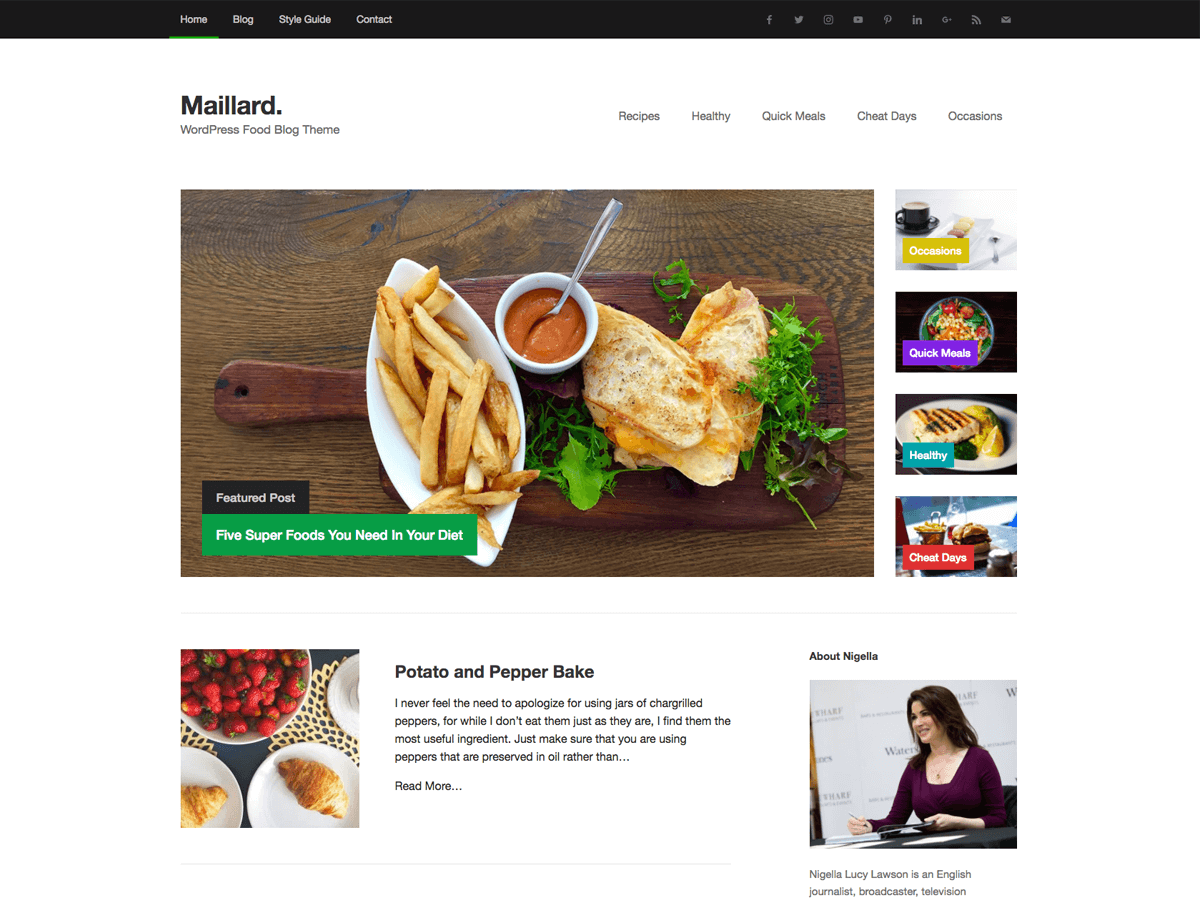 Home Blog Style Guide Contact
Maillard.
WordPress Food Blog Theme
Recipes Healthy Quick Meals Cheat Days Occasions
Featured Post
Five Super Foods You Need In Your Diet
Occasions
Quick Meals
Healthy
Cheat Days
Potato and Pepper Bake
I never feel the need to apologize for using jars of chargrilled
peppers, for while I don’t eat them just as they are, I find them the
most useful ingredient. Just make sure that you are using
peppers that are preserved in oil rather than…
Read More…
About Nigella
WHARF
HARF
Waters
WHARF
Nigella Lucy Lawson is an English
journalist, broadcaster, television